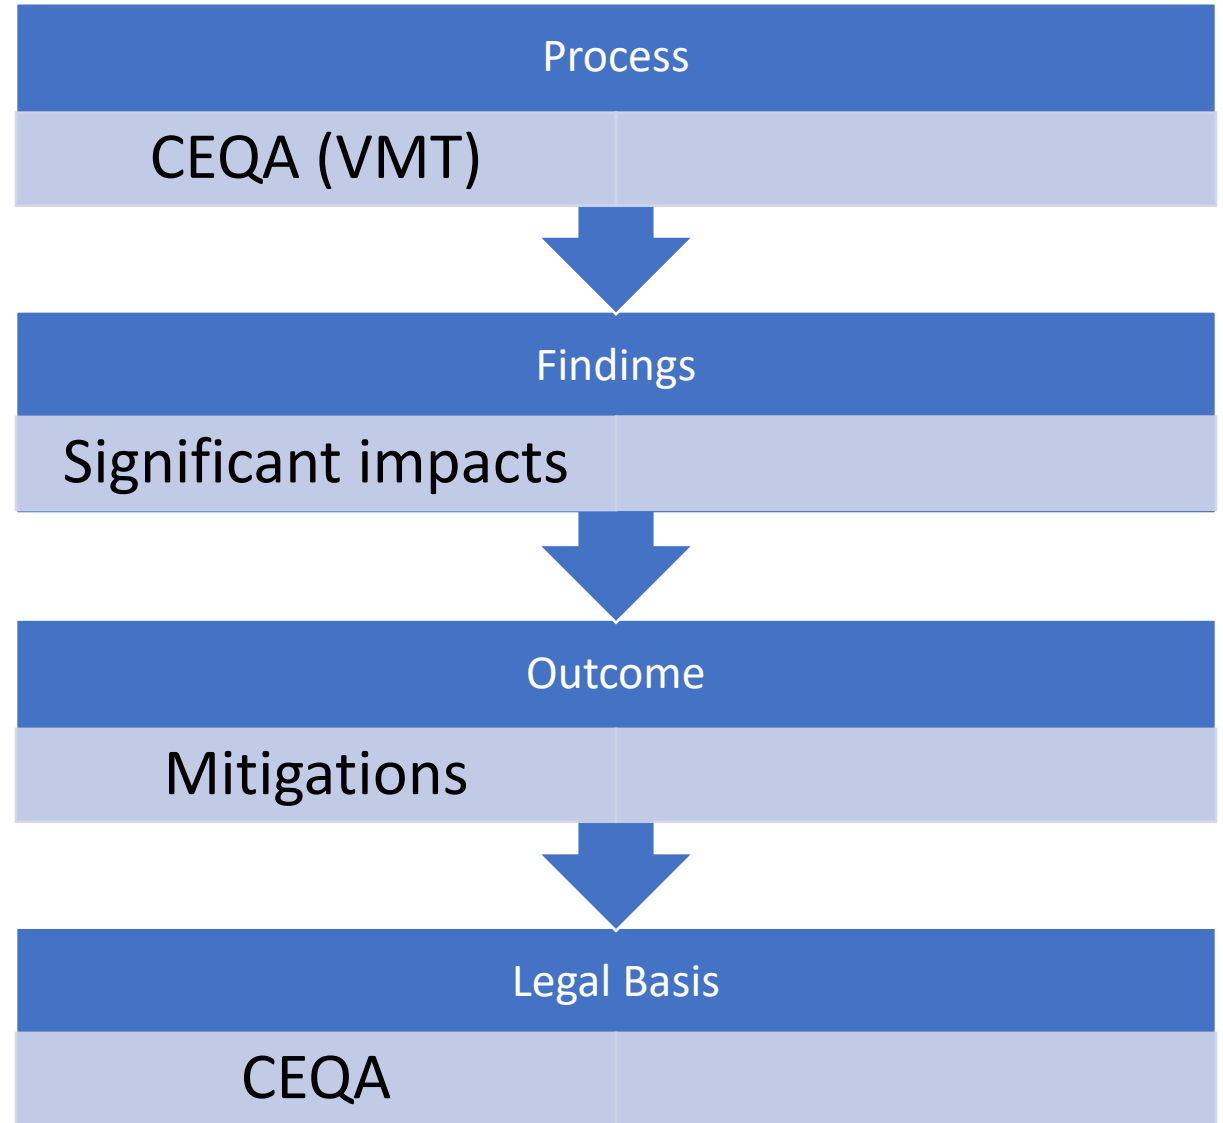 Process
CEQA (VMT)
Findings
Significant impacts
Outcome
Mitigations
Legal Basis
CEQA